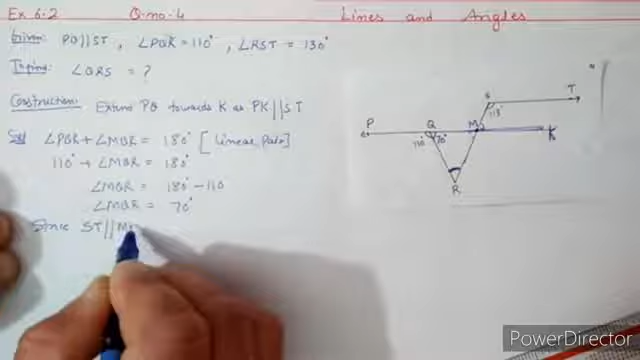 Ex 6.2 Q.no.4 Lines and Angles
Given: PQ||ST, ∠PQR = 110°, ∠RST = 130°
To find ∠QRS = ?
Construction: Extend PQ towards K as PK||ST
Sol ∠PQR + ∠MQR = 180° [Linear Pair]
110° + ∠MQR = 180°
∠MQR = 180° - 110
∠MQR = 70°
Since ST||M
S T
P Q M K
110° 70°
R
PowerDirector